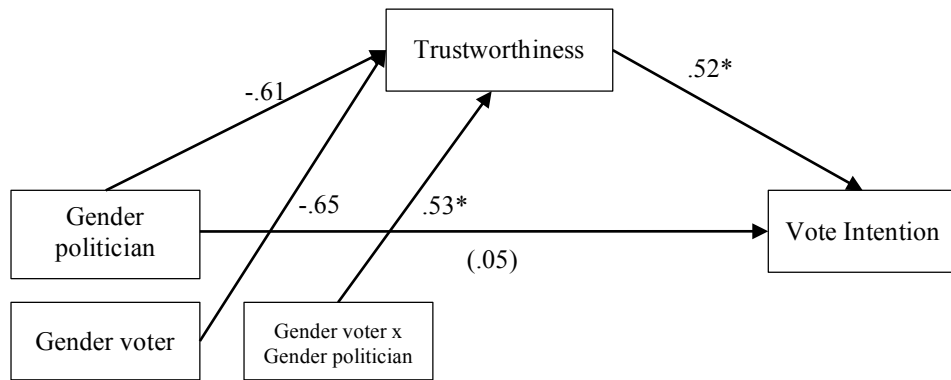 Trustworthiness
.52*
-.61
Gender
politician
-.65
.53*
Vote Intention
(.05)
Gender voter
Gender voter x
Gender politician